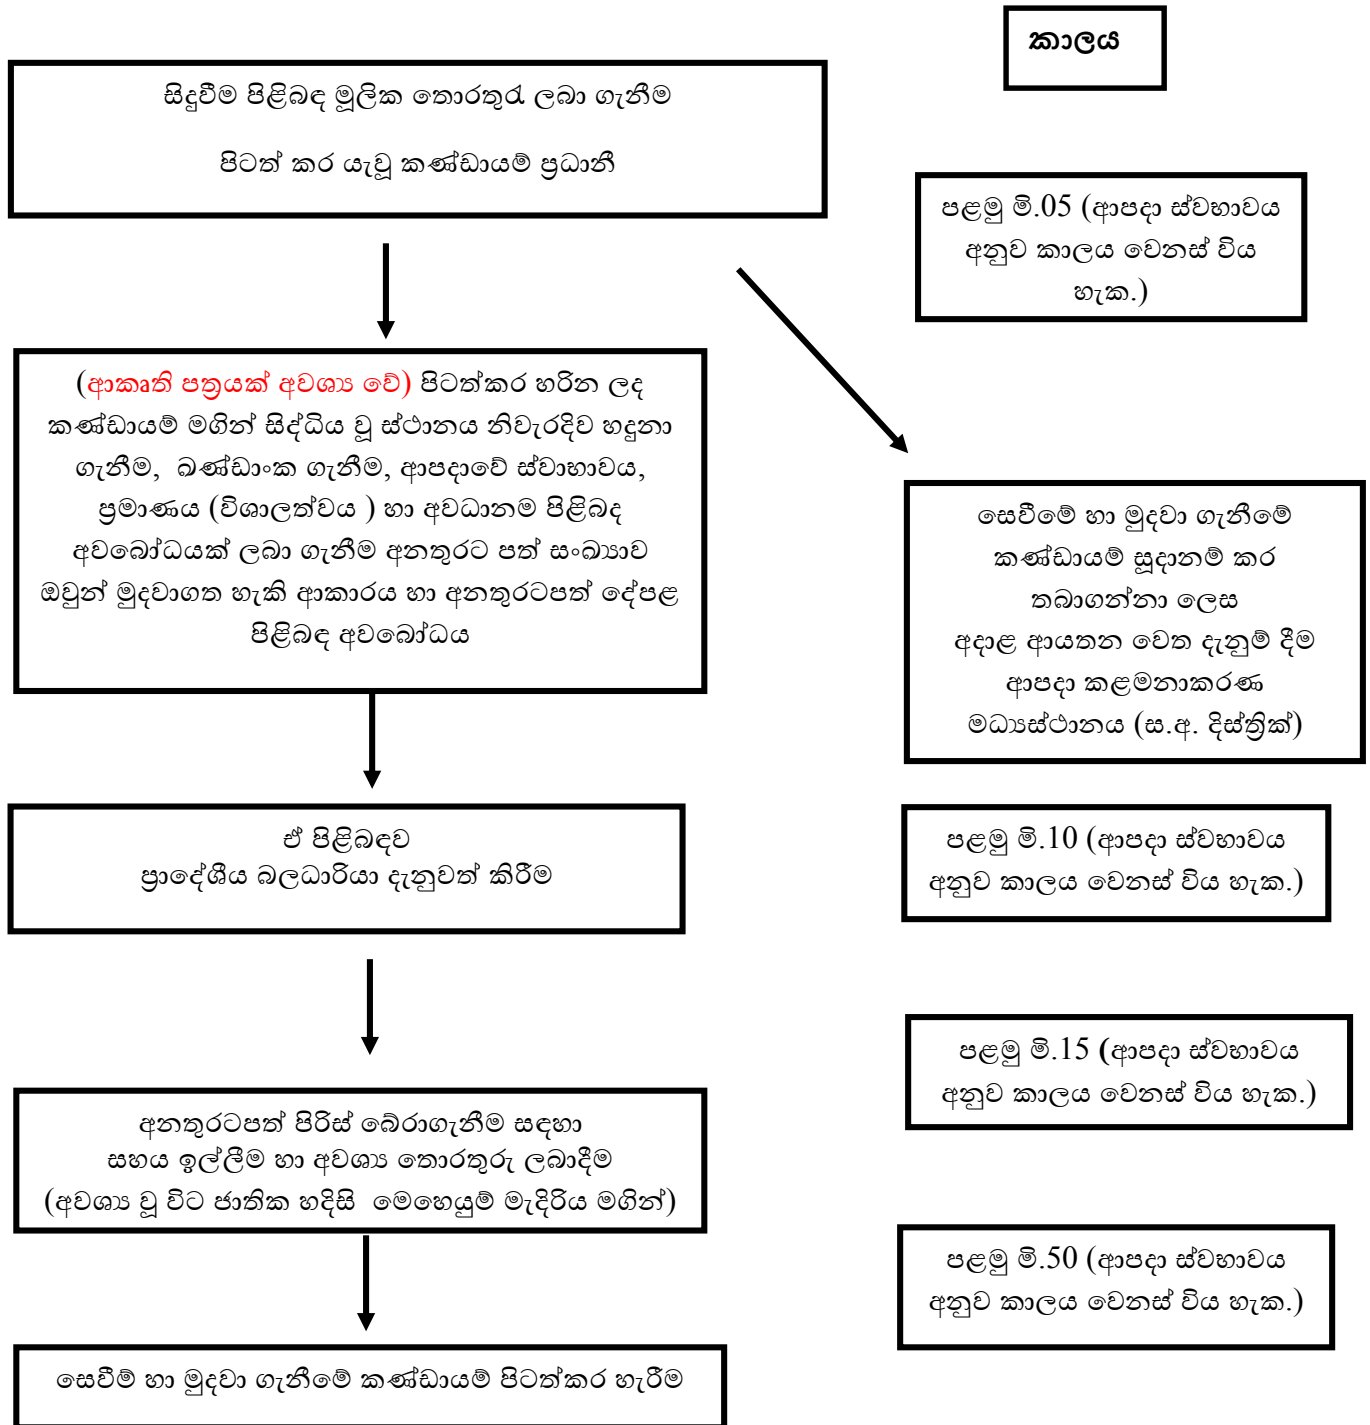 කාලය
සිදුවීම පිළිබඳ මූලික තොරතුරු ලබා ගැනීම
පිටත් කර යැවූ කණ්ඩායම් ප්‍රධානී
පළමු මි.05 (ආපදා ස්වභාවය
අනුව කාලය වෙනස් විය
හැක.)
(ආකෘති පත්‍රයක් අවශ්‍ය වේ) පිටත්කර හරින ලද
කණ්ඩායම් මගින් සිද්ධිය වූ ස්ථානය නිවැරදිව හඳුනා
ගැනීම, ඛණ්ඩාංක ගැනීම, ආපදාවේ ස්වාභාවය,
ප්‍රමාණය (විශාලත්වය ) හා අවධානම පිළිබද
අවබෝධයක් ලබා ගැනීම අනතුරට පත් සංඛ්‍යාව
ඔවුන් මුදවාගත හැකි ආකාරය හා අනතුරටපත් දේපළ
පිළිබඳ අවබෝධය
සෙවීමේ හා මුදවා ගැනීමේ
කණ්ඩායම් සූදානම් කර
තබාගන්නා ලෙස
අදාළ ආයතන වෙත දැනුම් දීම
ආපදා කළමනාකරණ
මධ්‍යස්ථානය (ස.අ. දිස්ත්‍රික්)
ඒ පිළිබඳව
ප්‍රාදේශීය බලධාරියා දැනුවත් කිරීම
පළමු මි.10 (ආපදා ස්වභාවය
අනුව කාලය වෙනස් විය හැක.)
පළමු මි.15 (ආපදා ස්වභාවය
අනුව කාලය වෙනස් විය හැක.)
අනතුරටපත් පිරිස් බේරාගැනීම සඳහා
සහය ඉල්ලීම හා අවශ්‍ය තොරතුරු ලබාදීම
(අවශ්‍ය වූ විට ජාතික හදිසි මෙහෙයුම් මැදිරිය මගින්)
පළමු මි.50 (ආපදා ස්වභාවය
අනුව කාලය වෙනස් විය හැක.)
සෙවීම් හා මුදවා ගැනීමේ කණ්ඩායම් පිටත්කර හැරීම